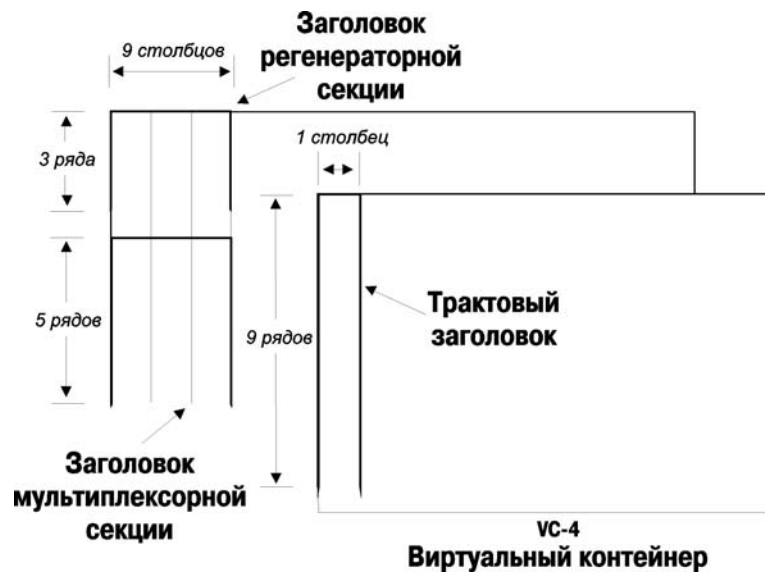 Заголовок
регенераторной
секции
9 столбцов
1 столбец
3 ряда
5 рядов
9 рядов
Трактовый
заголовок
Заголовок
мультиплексорной
секции
VC-4
Виртуальный контейнер